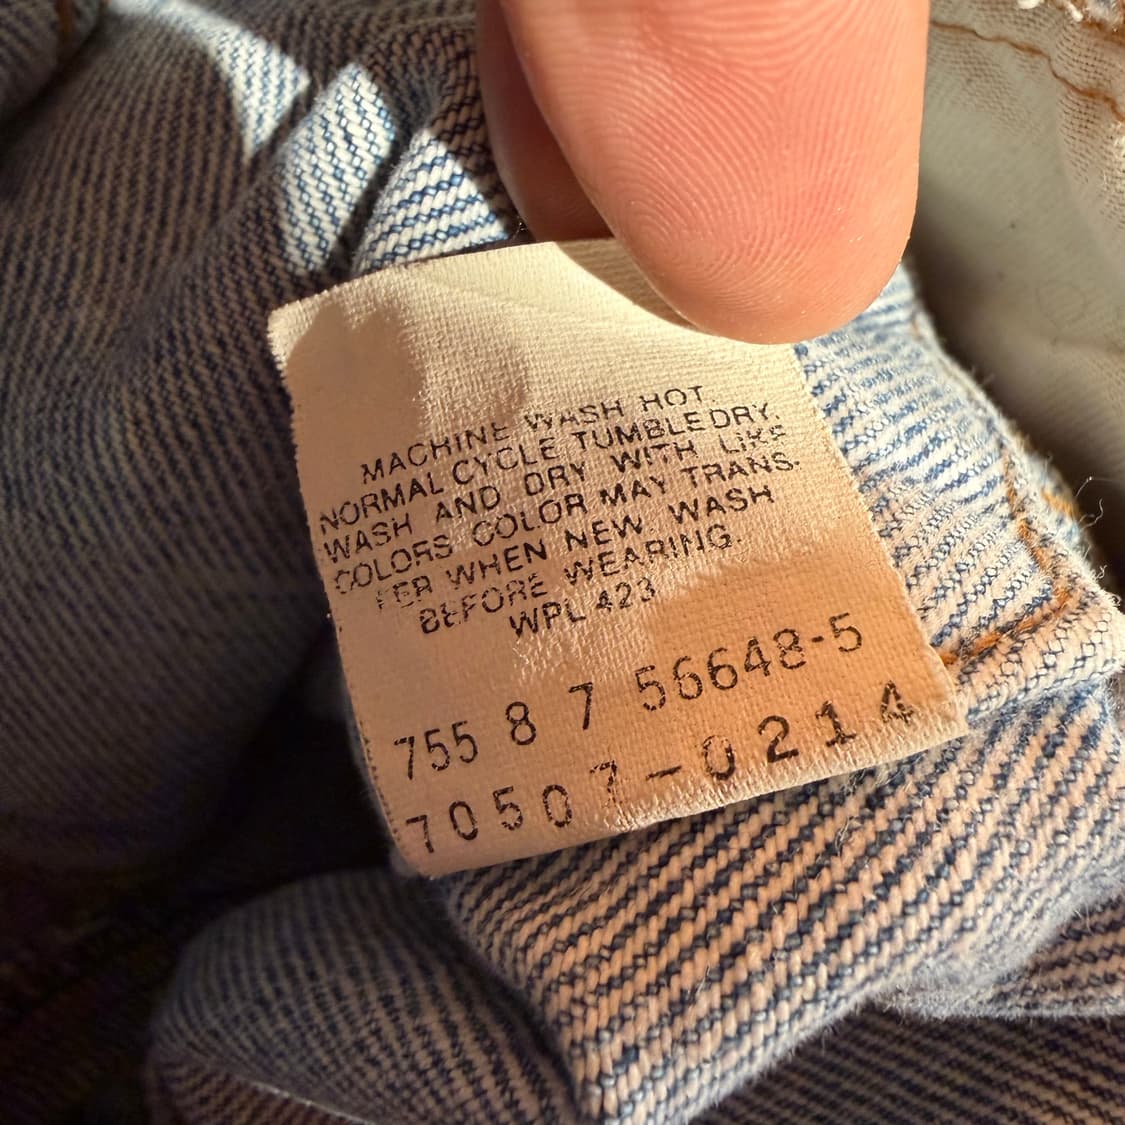 MACHINE WASH HOT.
NORMAL CYCLE TUMBLE DRY.
WASH AND DRY WITH LIKE
COLORS COLOR MAY TRANS-
FER WHEN NEW. WASH
BEFORE WEARING.
WPL 423
755 8 7 56648-5
70507-0214